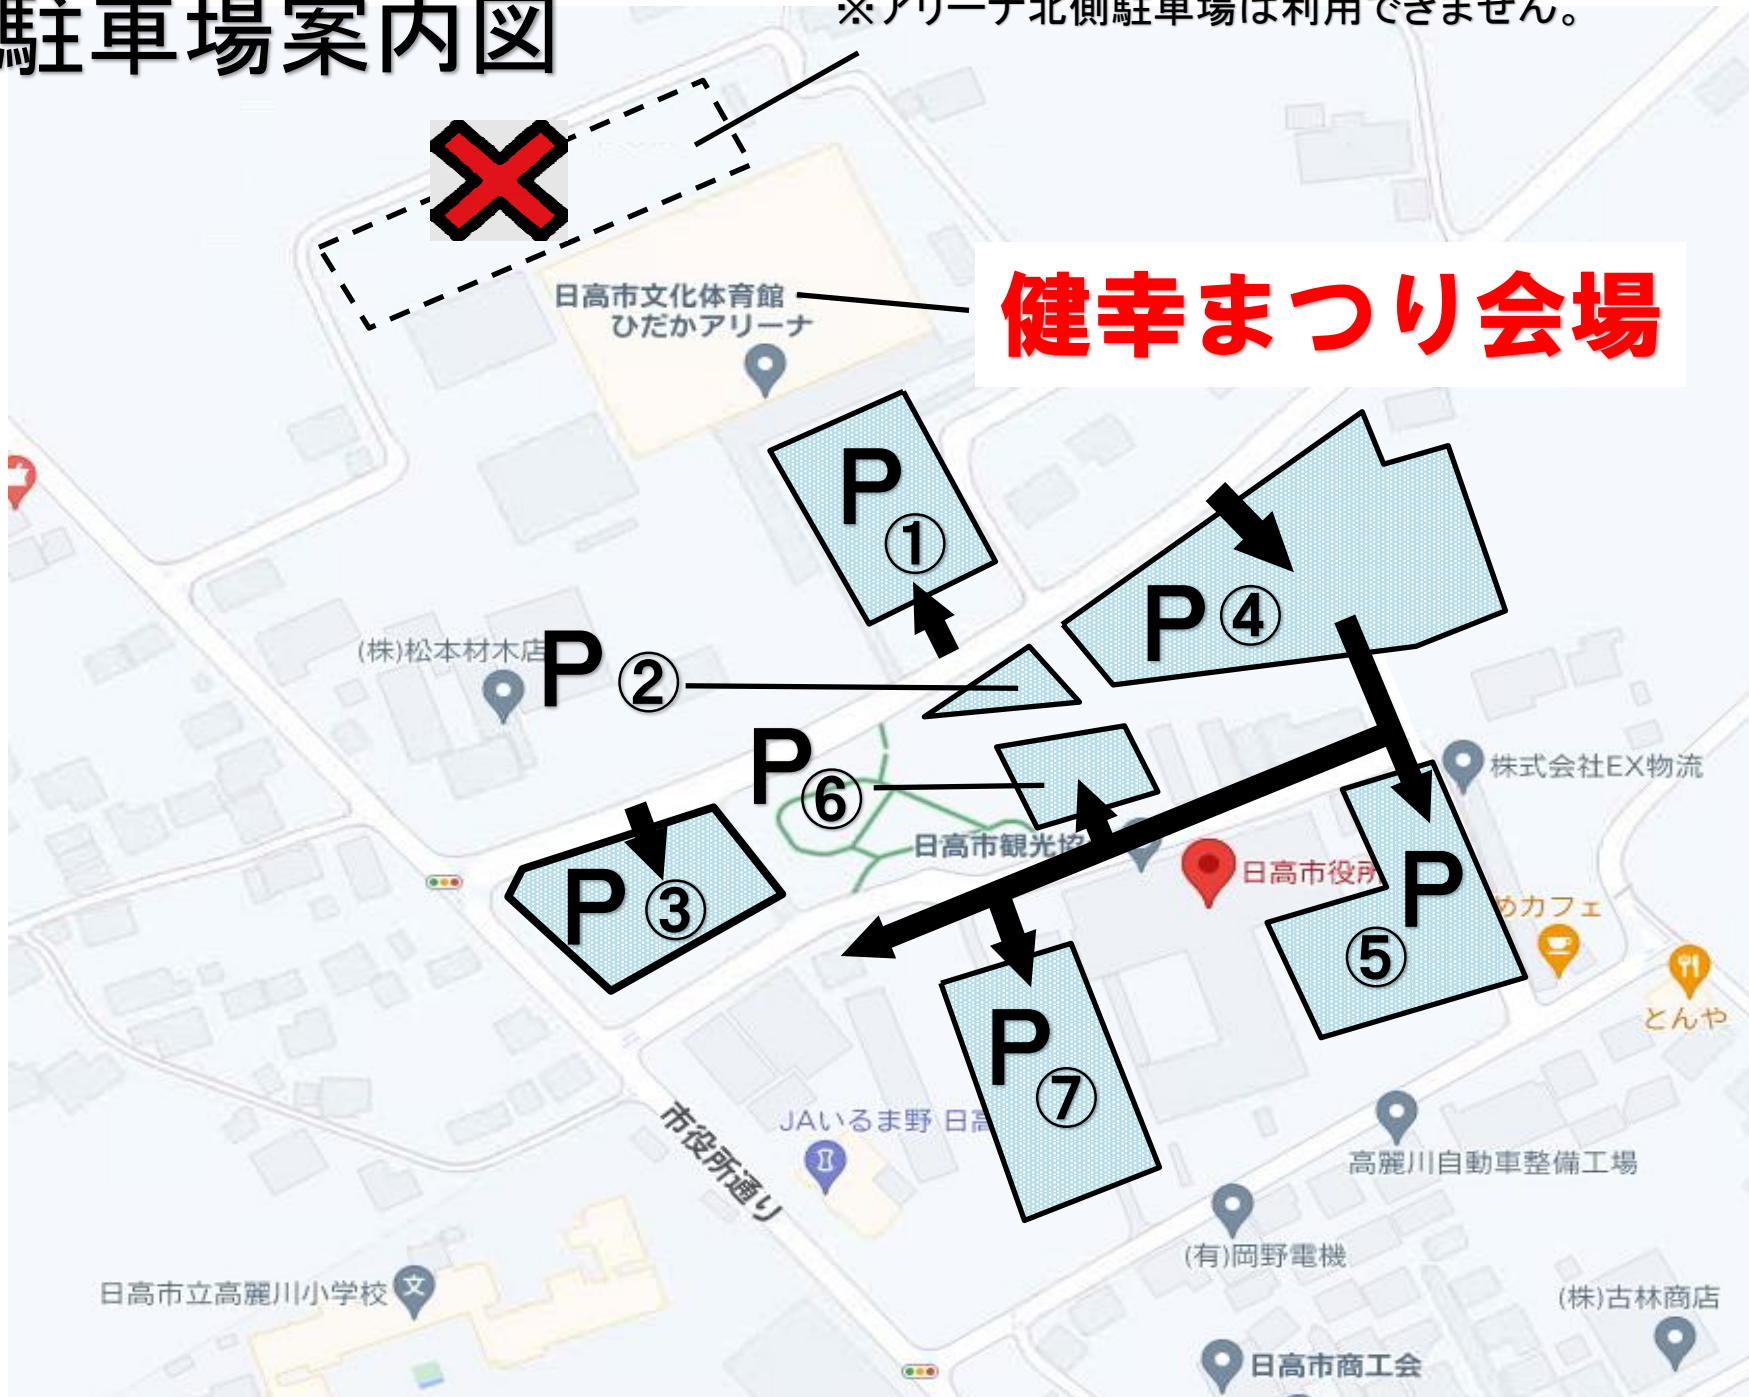 駐車場案内図
※アリーナ北側駐車場は利用できません。
日高市文化体育館
ひだかアリーナ
健幸まつり会場
P①
P④
(株)松本材木店
P②
P⑥
株式会社EX物流
日高市観光協
日高市役所
P③
P⑤
めカフェ
とんや
P⑦
JAいるま野 日高
市役所通り
高麗川自動車整備工場
(有)岡野電機
日高市立高麗川小学校
文
(株)古林商店
日高市商工会